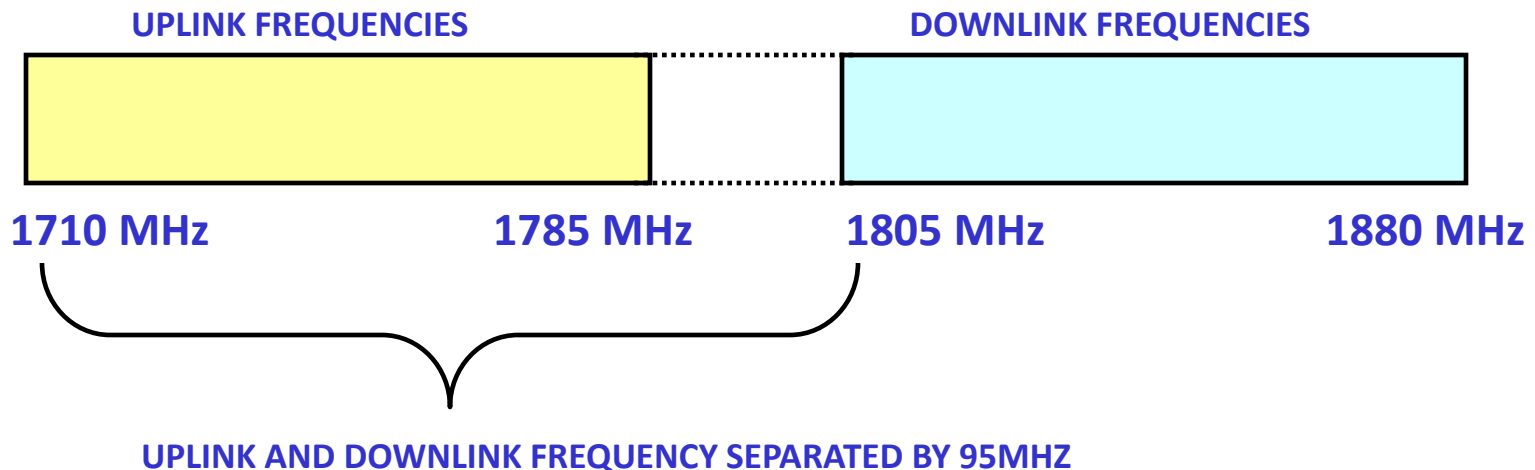 UPLINK FREQUENCIES
DOWNLINK FREQUENCIES
1710 MHz
1785 MHz
1805 MHz
1880 MHz
UPLINK AND DOWNLINK FREQUENCY SEPARATED BY 95MHZ